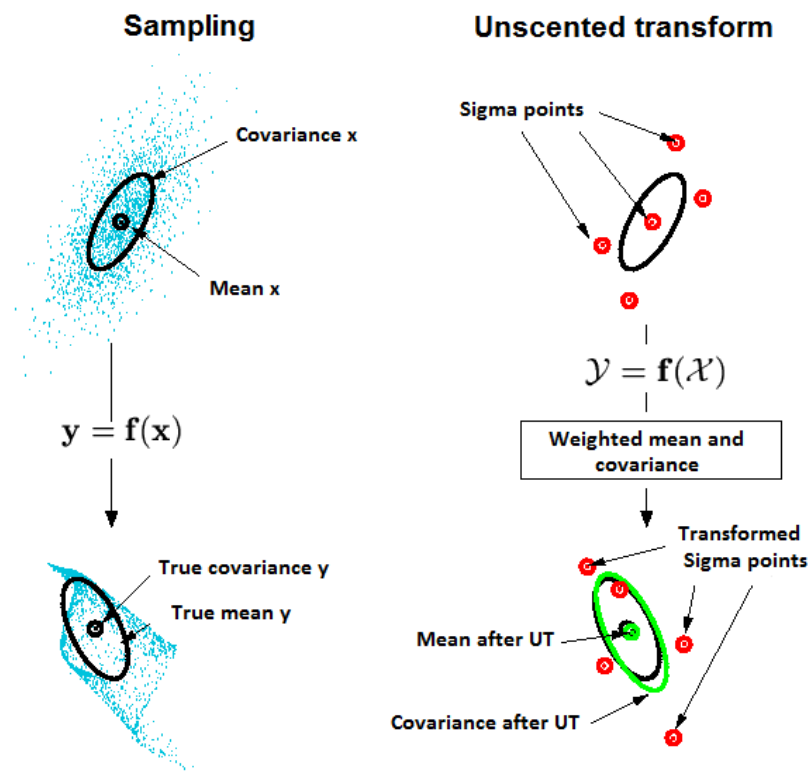 Sampling
Covariance x
Mean x
𝐲 = 𝐟(𝐱)
True covariance y
True mean y
Unscented transform
Sigma points
𝒴 = 𝐟(𝒳)
Weighted mean and
covariance
Transformed
Sigma points
Mean after UT
Covariance after UT